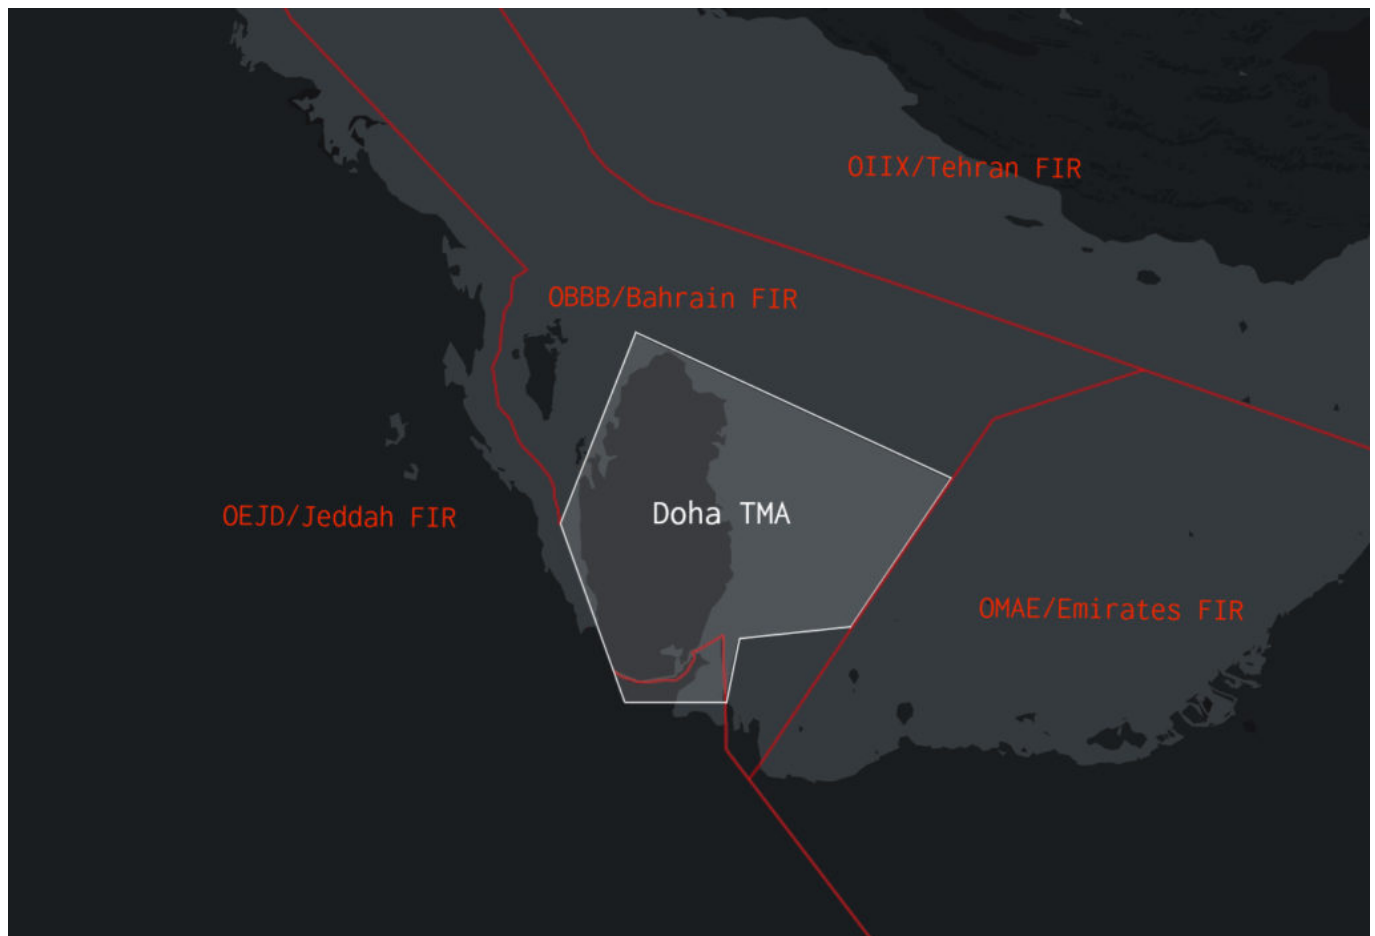 OIIX/Tehran FIR
OBBB/Bahrain FIR
Doha TMA
OEJD/Jeddah FIR
OMAE/Emirates FIR